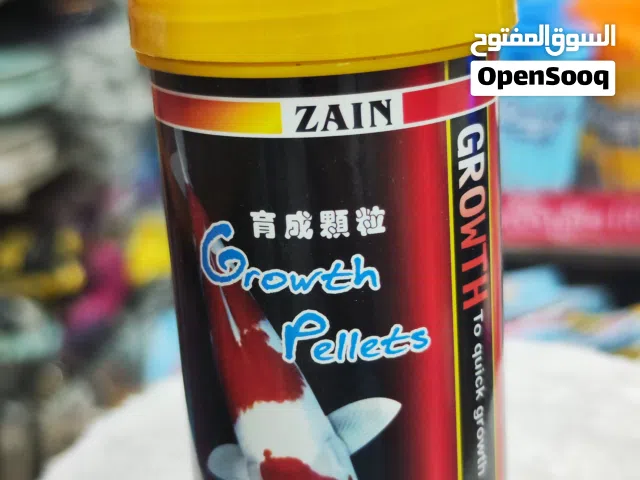 السوق المفتوح
OpenSooq
ZAIN
育成顆粒
Growth
Pellets
GROWTH To quick growth